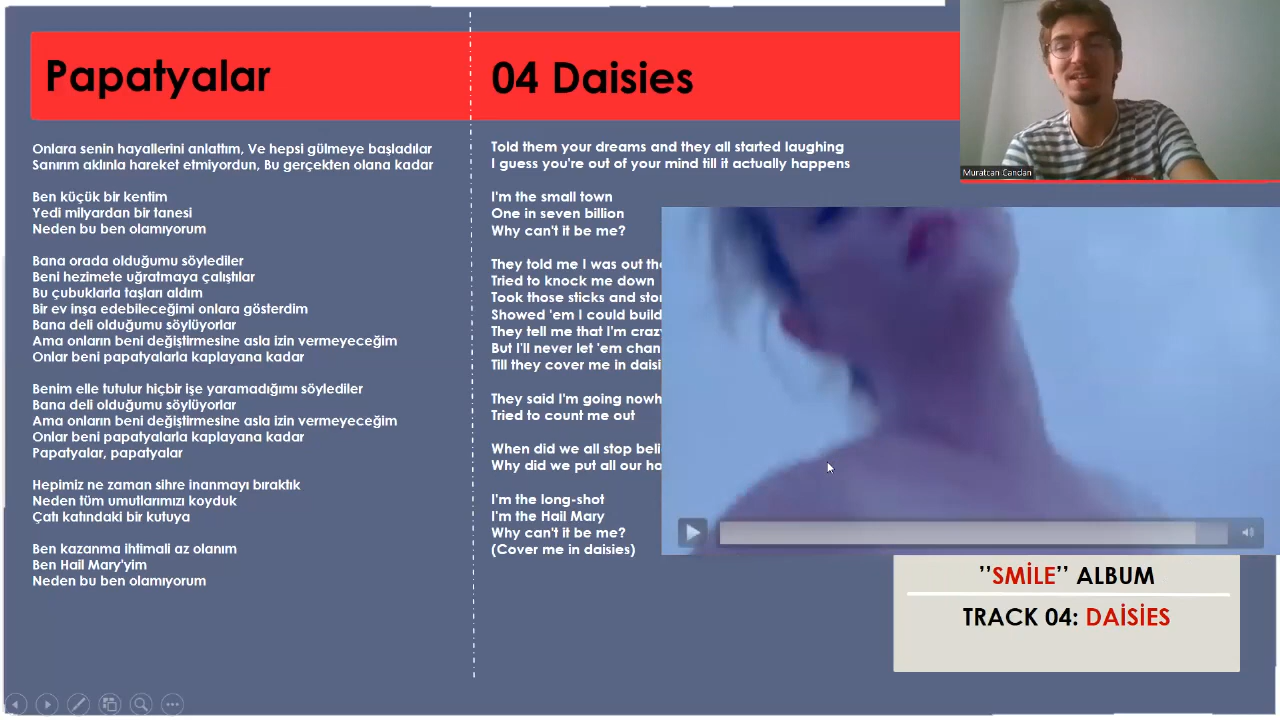 Papatyalar
Onlara senin hayallerini anlattım, Ve hepsi gülmeye başladılar
Sanırım aklınla hareket etmiyordun, Bu gerçekten olana kadar
Ben küçük bir kentim
Yedi milyardan bir tanesi
Neden bu ben olamıyorum
Bana orada olduğumu söylediler
Beni hezimete uğratmaya çalıştılar
Bu çubuklarla taşları aldım
Bir ev inşa edebileceğimi onlara gösterdim
Bana deli olduğumu söylüyorlar
Ama onların beni değiştirmesine asla izin vermeyeceğim
Onlar beni papatyalarla kaplayana kadar
Benim elle tutulur hiçbir işe yaramadığımı söylediler
Bana deli olduğumu söylüyorlar
Ama onların beni değiştirmesine asla izin vermeyeceğim
Onlar beni papatyalarla kaplayana kadar
Papatyalar, papatyalar
Hepimiz ne zaman sihre inanmayı bıraktık
Neden tüm umutlarımızı koyduk
Çatı katındaki bir kutuya
Ben kazanma ihtimali az olanım
Ben Hail Mary'yim
Neden bu ben olamıyorum
04 Daisies
Told them your dreams and they all started laughing
I guess you're out of your mind till it actually happens
I'm the small town
One in seven billion
Why can't it be me?
They told me I was out
Tried to knock me down
Took those sticks and
Showed 'em I could build
They tell me that I'm
But I'll never let 'em
Till they cover me in
They said I'm going
Tried to count me out
When did we all stop
Why did we put all our
I'm the long-shot
I'm the Hail Mary
Why can't it be me?
(Cover me in daisies)
Muratcan Candan
’’SMİLE’’ ALBUM
TRACK 04: DAİSİES